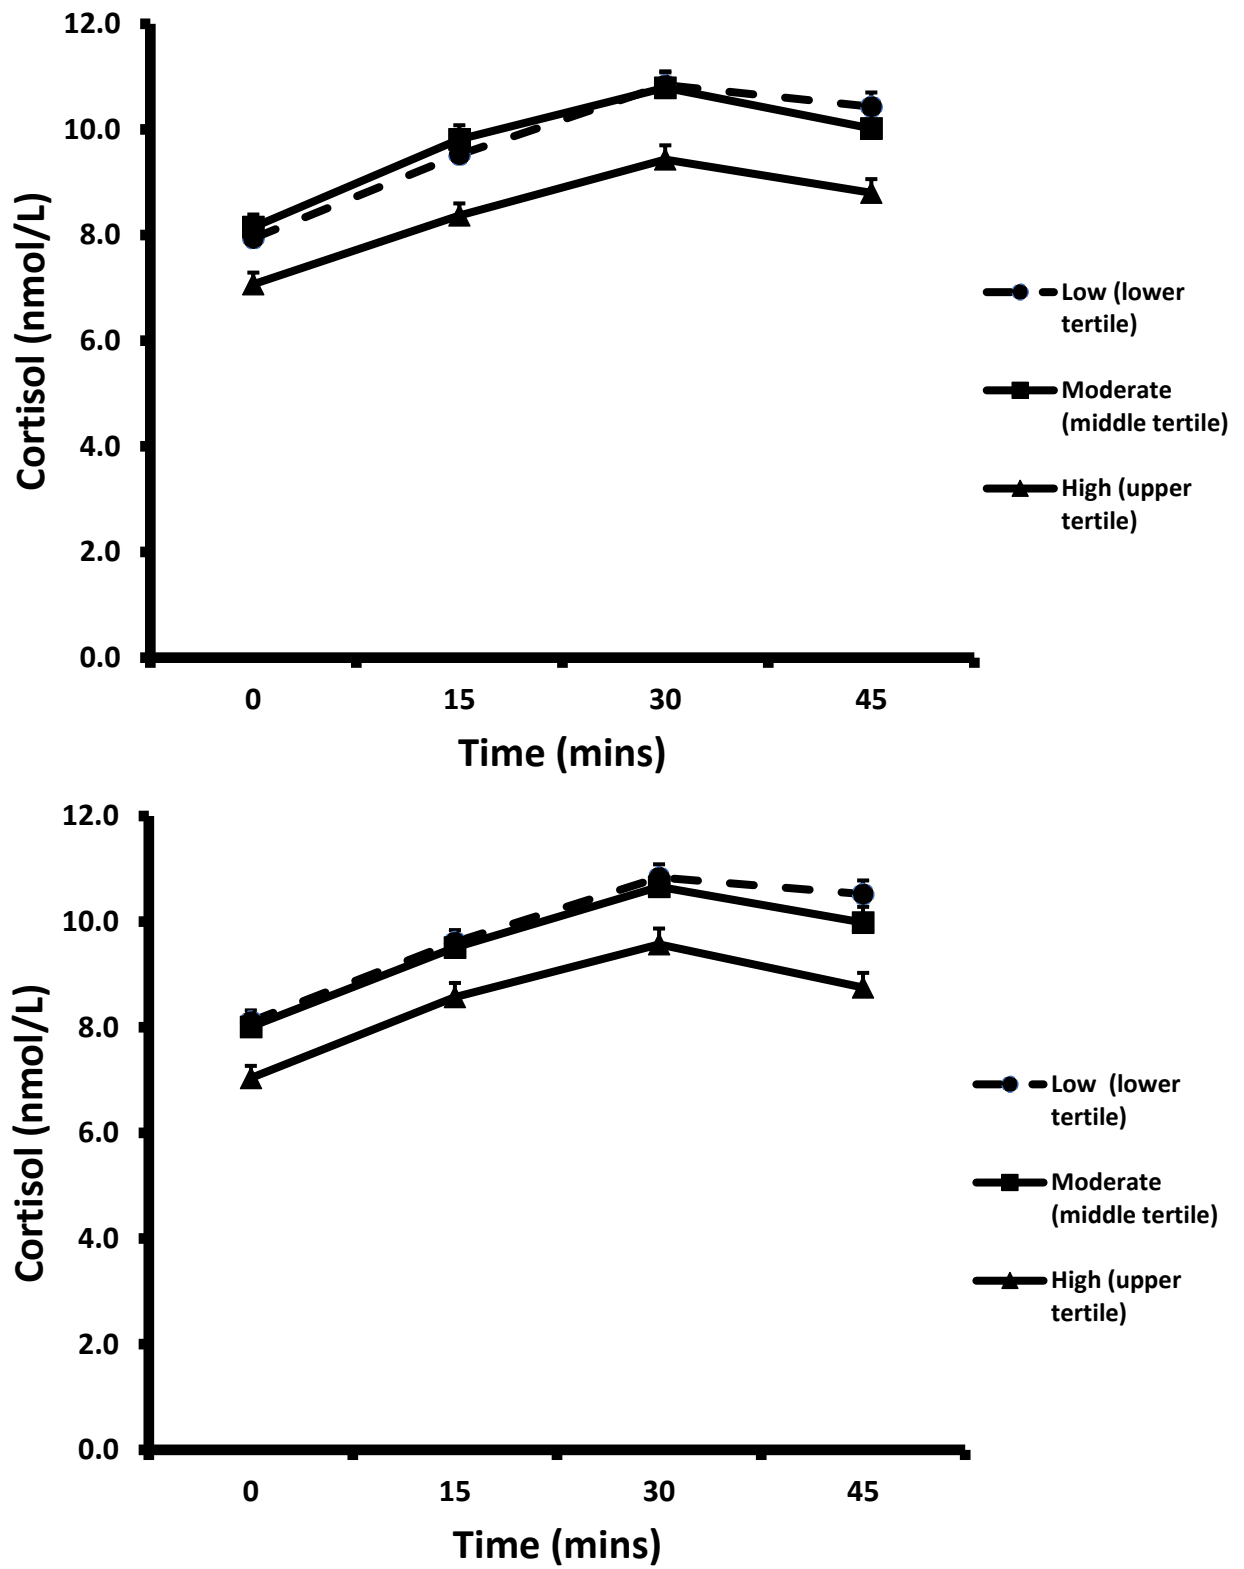 12.0
10.0
8.0
6.0
4.0
2.0
0.0
Cortisol (nmol/L)
0 15 30 45
Time (mins)
Low (lower
tertile)
Moderate
(middle tertile)
High (upper
tertile)
12.0
10.0
8.0
6.0
4.0
2.0
0.0
Cortisol (nmol/L)
0 15 30 45
Time (mins)
Low  (lower
tertile)
Moderate
(middle tertile)
High (upper
tertile)